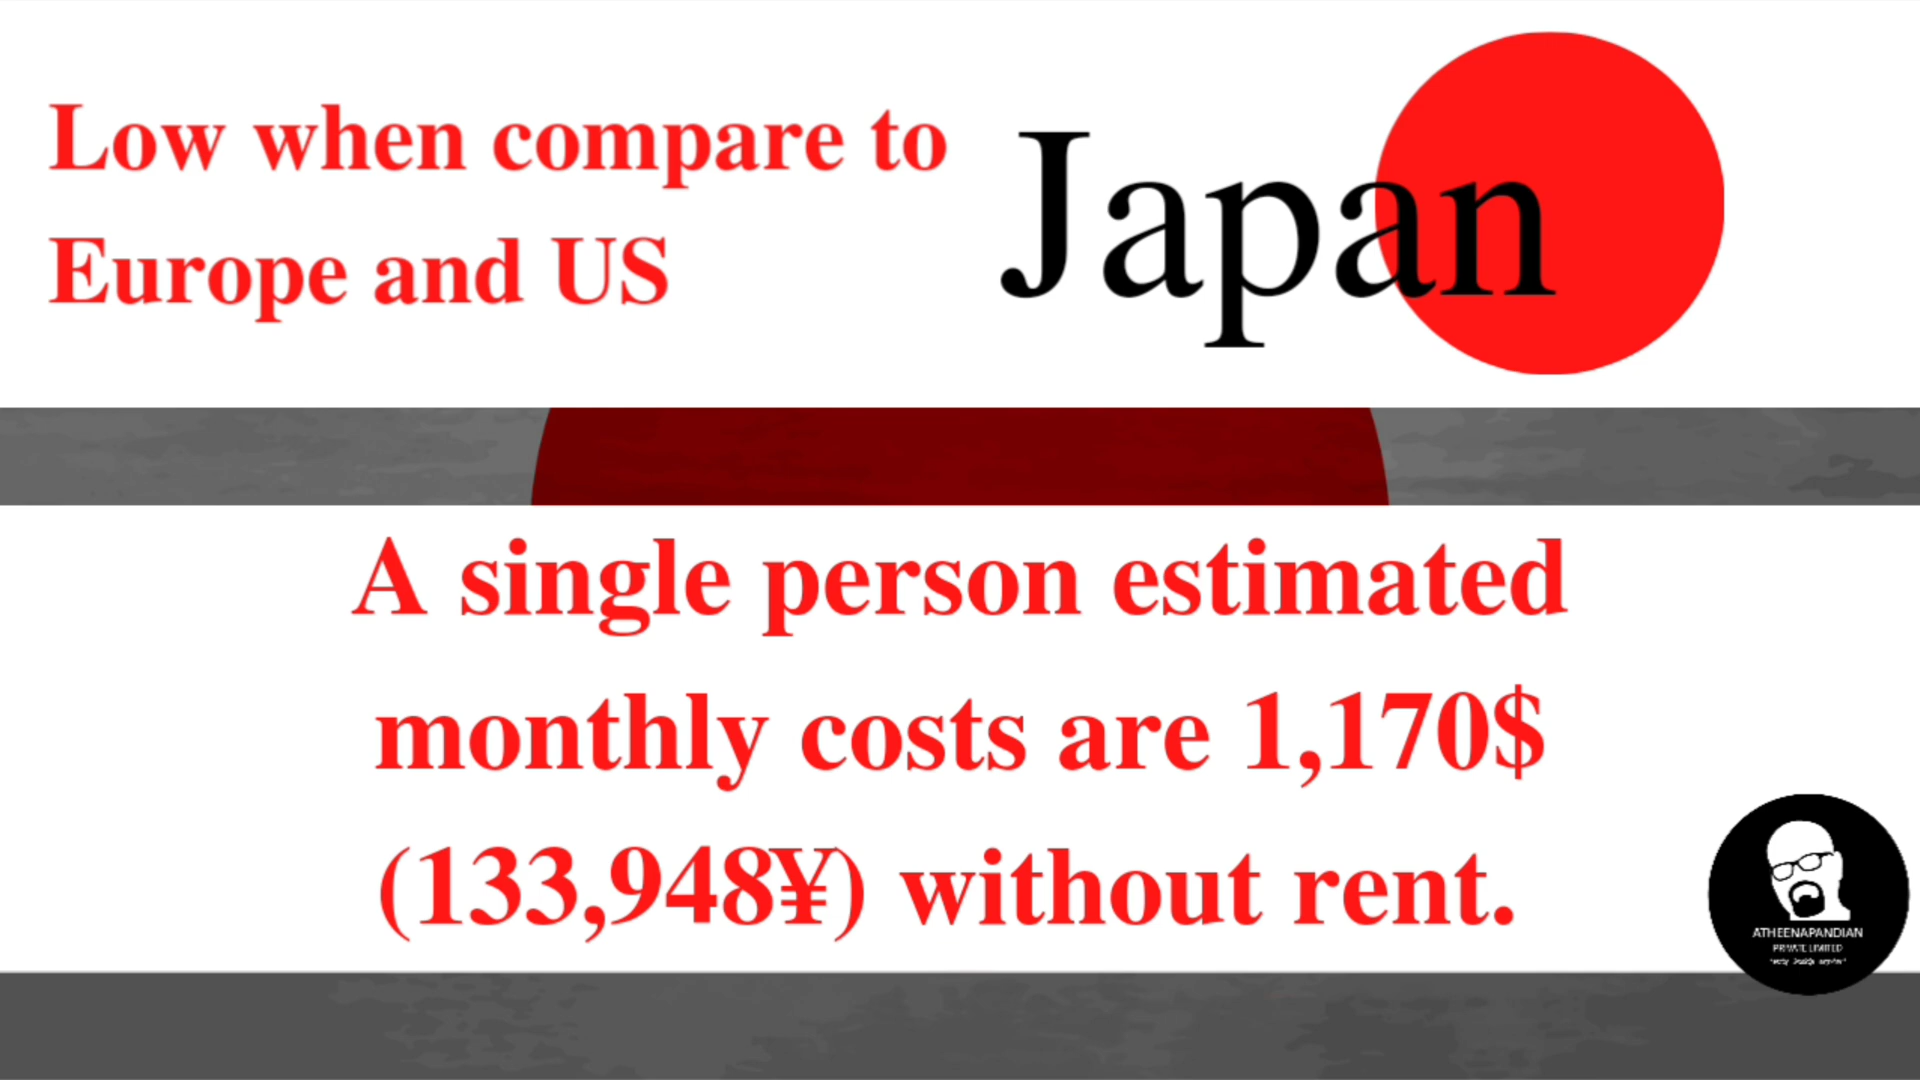 Low when compare to
Europe and US
Japan
A single person estimated
monthly costs are 1,170$
(133,948¥) without rent.
ATHEENAPANDIAN
PRIVATE LIMITED